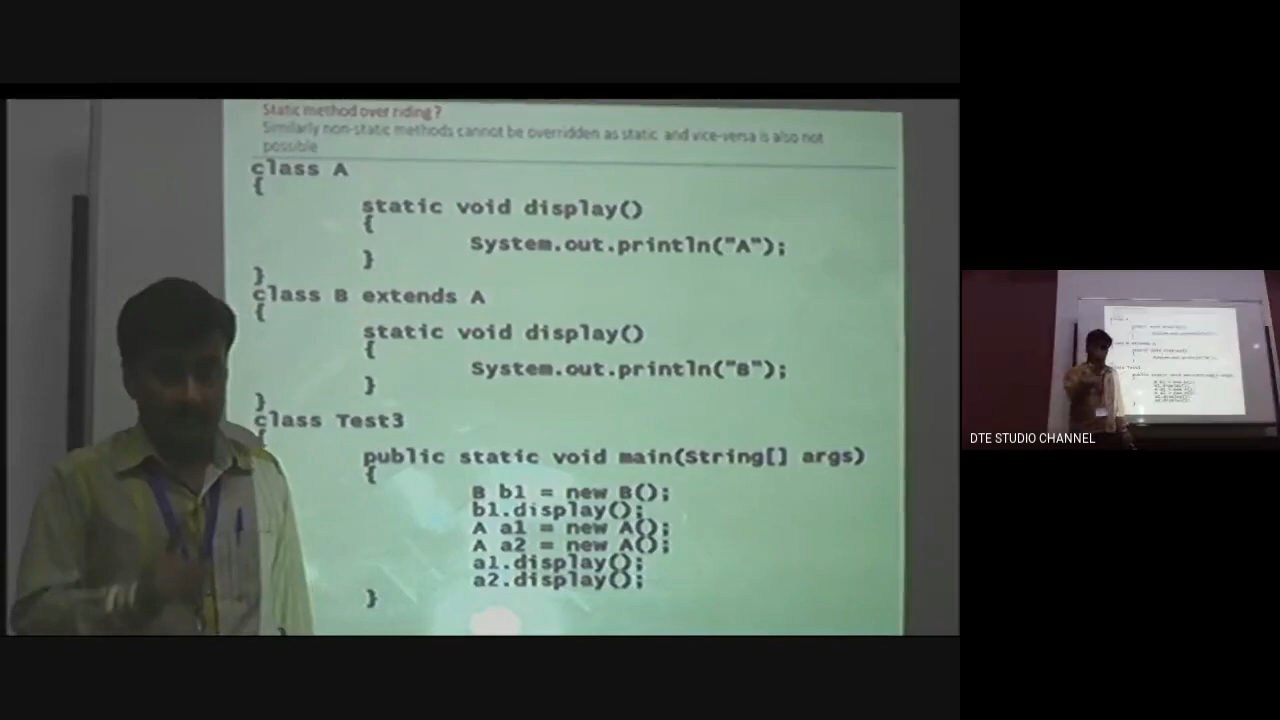 Static method over riding?
Similarly non-static methods cannot be overridden as static and vice-versa is also not
possible
class A
{
static void display()
{
System.out.println("A");
}
}
class B extends A
{
static void display()
{
System.out.println("B");
}
}
class Test3
{
public static void main(String[] args)
{
B b1 = new B();
b1.display();
A a1 = new A();
A a2 = new A();
a1.display();
a2.display();
}
DTE STUDIO CHANNEL